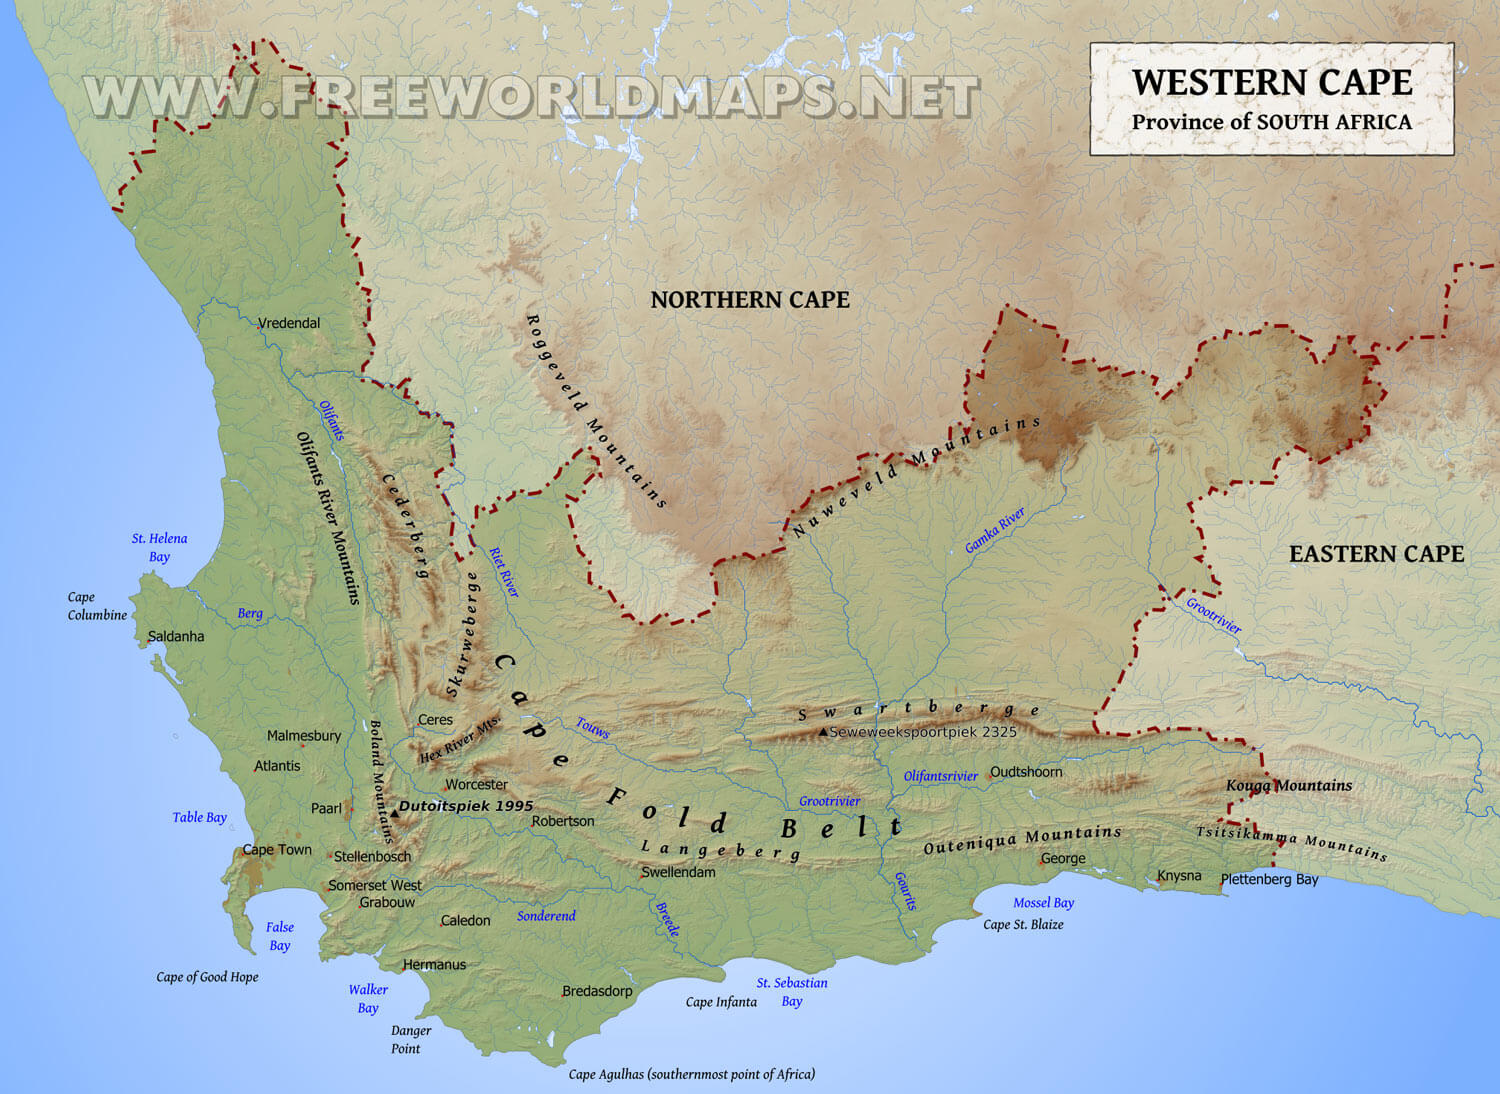 WWW.FREEWORLDMAPS.NET
WESTERN CAPE
Province of SOUTH AFRICA
NORTHERN CAPE
Roggeveld Mountains
Vredendal
Olifants
Olifants River Mountains
Cederberg
Nuweveld Mountains
Gamka River
EASTERN CAPE
St. Helena
Bay
Riet River
Cape
Columbine
Berg
Skurweberge
Grootrivier
Saldanha
Cape Fold Belt
Swartberge
Seweweekspoortpiek 2325
Ceres
Hex River Mts.
Touws
Malmesbury
Boland Mountains
Atlantis
Olifantsrivier
Oudtshoorn
Worcester
Kouga Mountains
Paarl
Dutoitspiek 1995
Grootrivier
Table Bay
Robertson
Langeberg
Outeniqua Mountains
Tsitsikamma Mountains
Cape Town
Stellenbosch
George
Swellendam
Knysna
Plettenberg Bay
Somerset West
Grabouw
Gourits
Mossel Bay
Caledon
Sonderend
Breede
Cape St. Blaize
False
Bay
Hermanus
Cape of Good Hope
Walker
Bay
Bredasdorp
Cape Infanta
St. Sebastian
Bay
Danger
Point
Cape Agulhas (southernmost point of Africa)